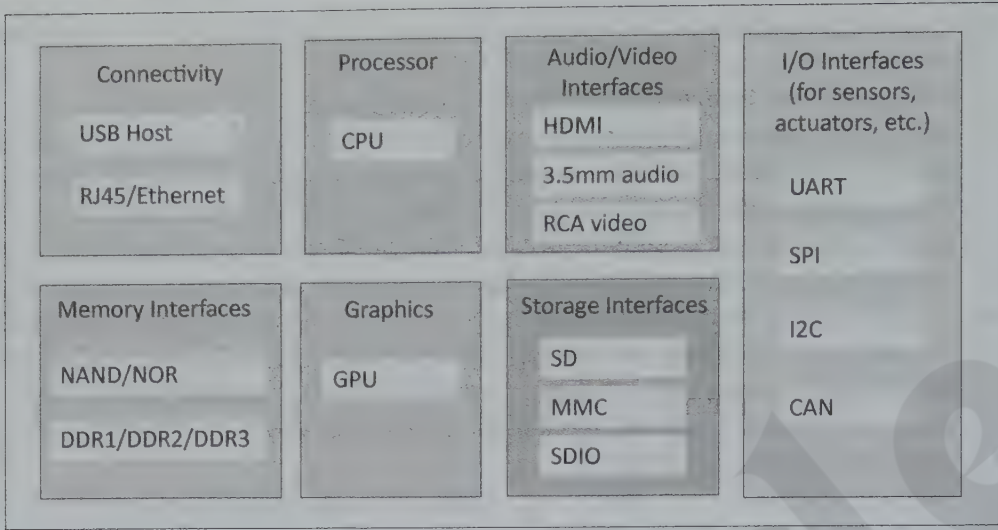 Connectivity
USB Host
RJ45/Ethernet
Processor
CPU
Audio/Video
Interfaces
HDMI
3.5mm audio
RCA video
I/O Interfaces
(for sensors,
actuators, etc.)
UART
SPI
I2C
CAN
Memory Interfaces
NAND/NOR
DDR1/DDR2/DDR3
Graphics
GPU
Storage Interfaces
SD
MMC
SDIO